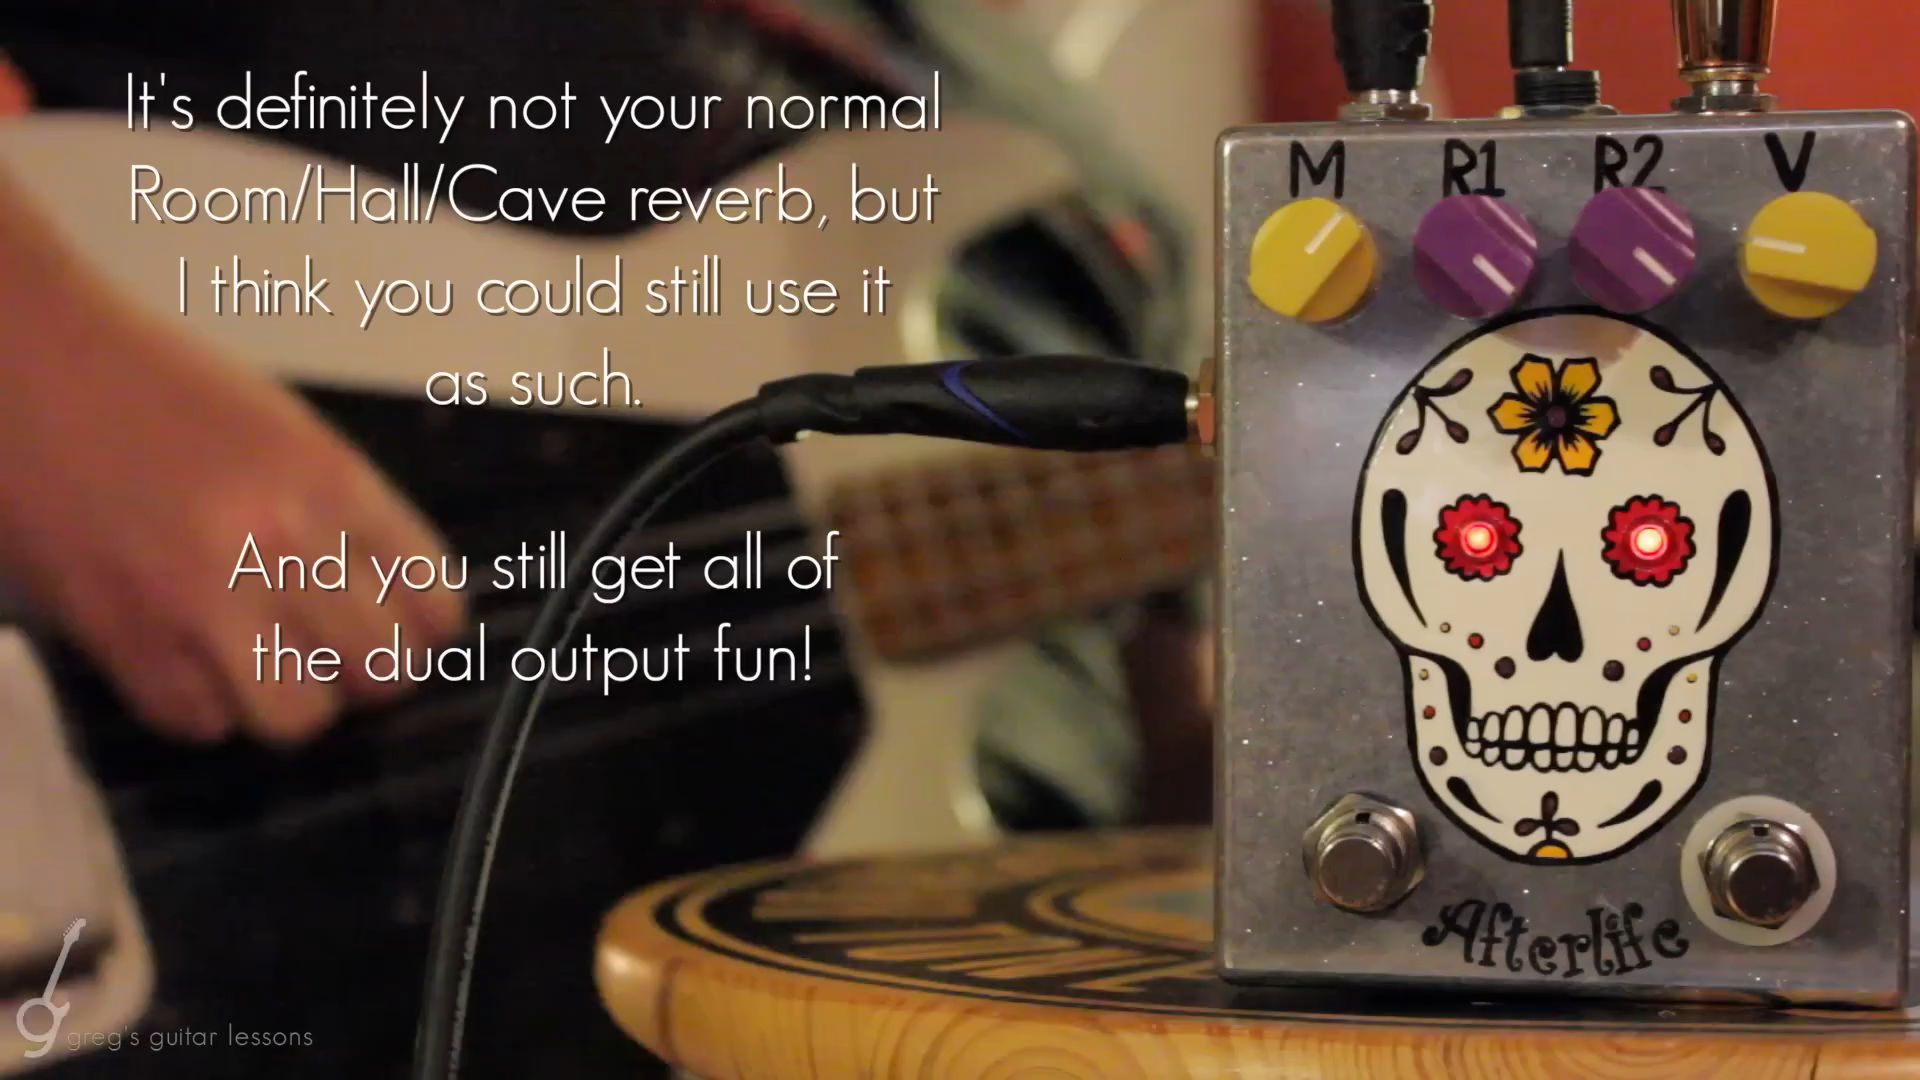 It's definitely not your normal
Room/Hall/Cave reverb, but
I think you could still use it
as such.
And you still get all of
the dual output fun!
M R1 R2 V
Afterlife
greg's guitar lessons